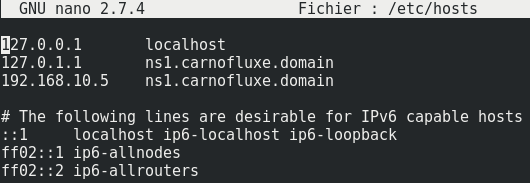 GNU nano 2.7.4 Fichier : /etc/hosts
127.0.0.1 localhost
127.0.1.1 ns1.carnofluxe.domain
192.168.10.5 ns1.carnofluxe.domain
# The following lines are desirable for IPv6 capable hosts
::1 localhost ip6-localhost ip6-loopback
ff02::1 ip6-allnodes
ff02::2 ip6-allrouters